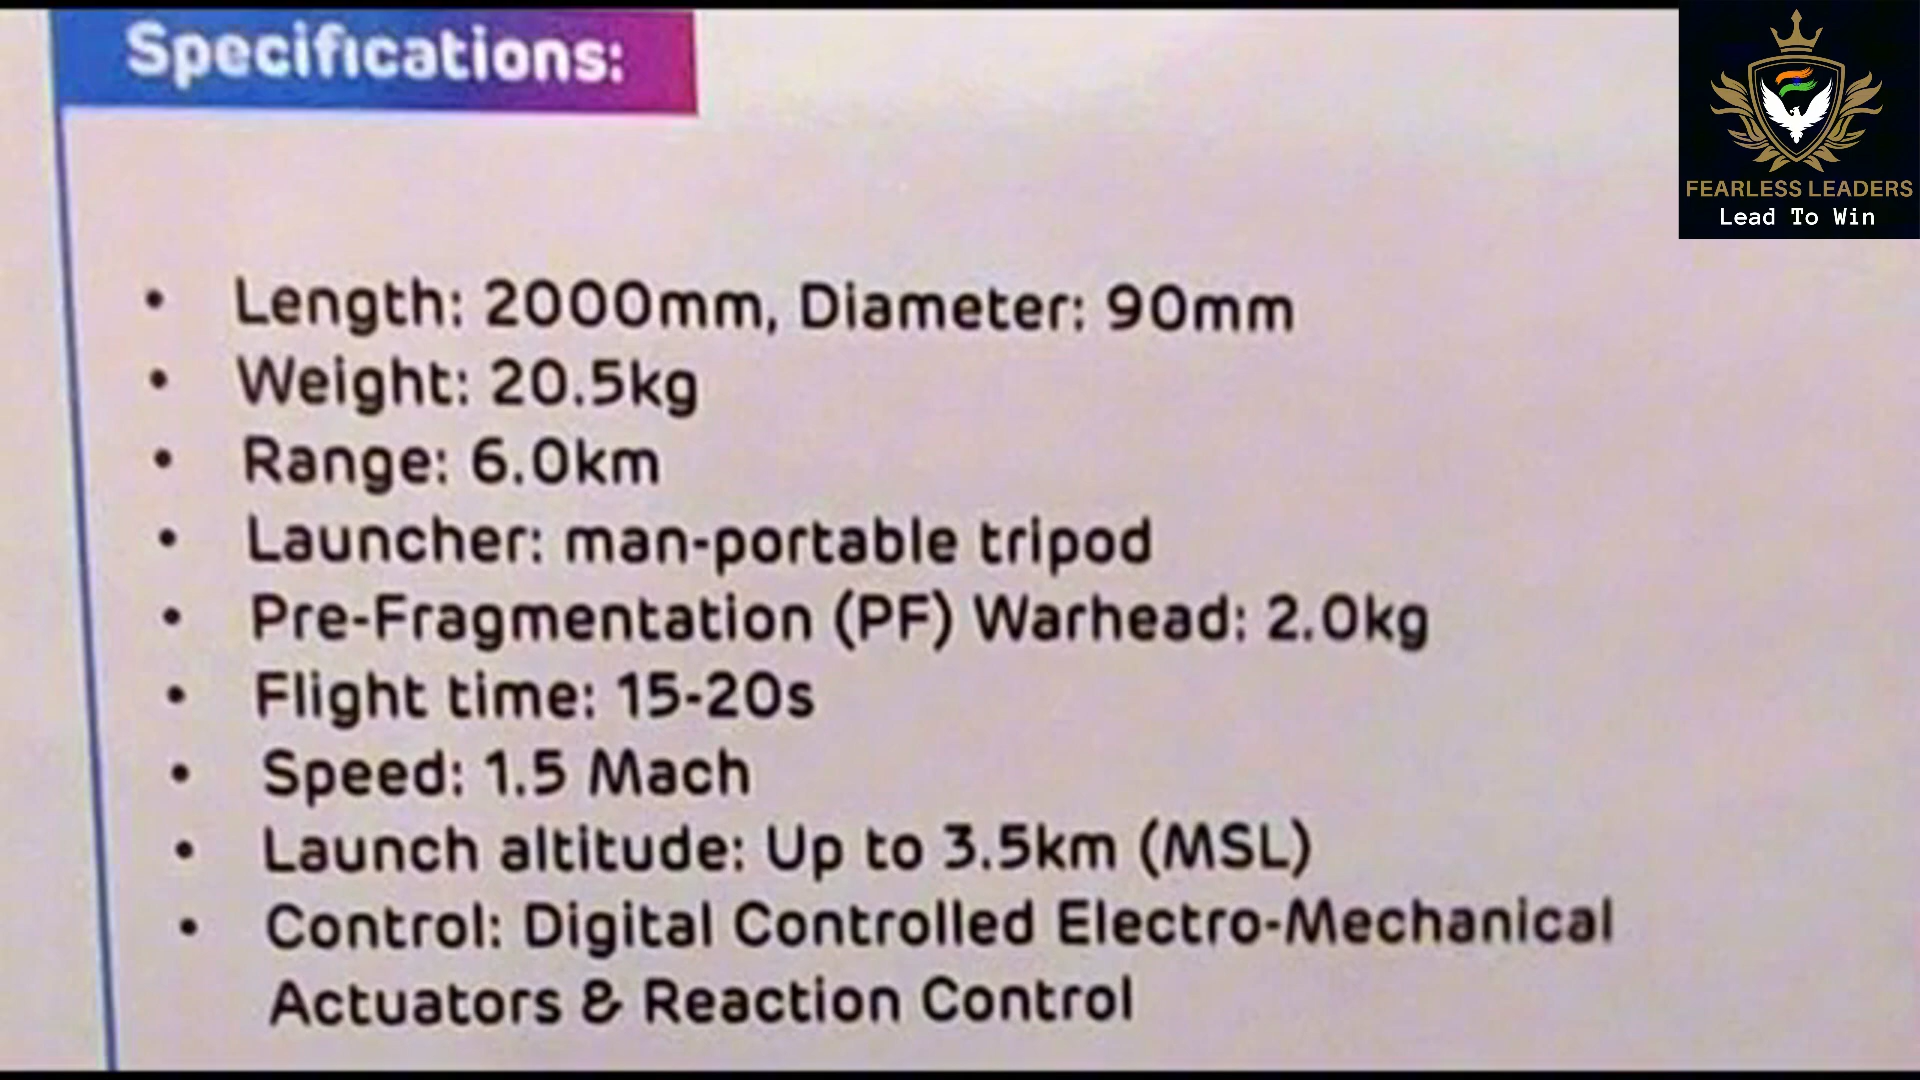 Specifications:
FEARLESS LEADERS
Lead To Win
• Length: 2000mm, Diameter: 90mm
• Weight: 20.5kg
• Range: 6.0km
• Launcher: man-portable tripod
• Pre-Fragmentation (PF) Warhead: 2.0kg
• Flight time: 15-20s
• Speed: 1.5 Mach
• Launch altitude: Up to 3.5km (MSL)
• Control: Digital Controlled Electro-Mechanical
Actuators & Reaction Control